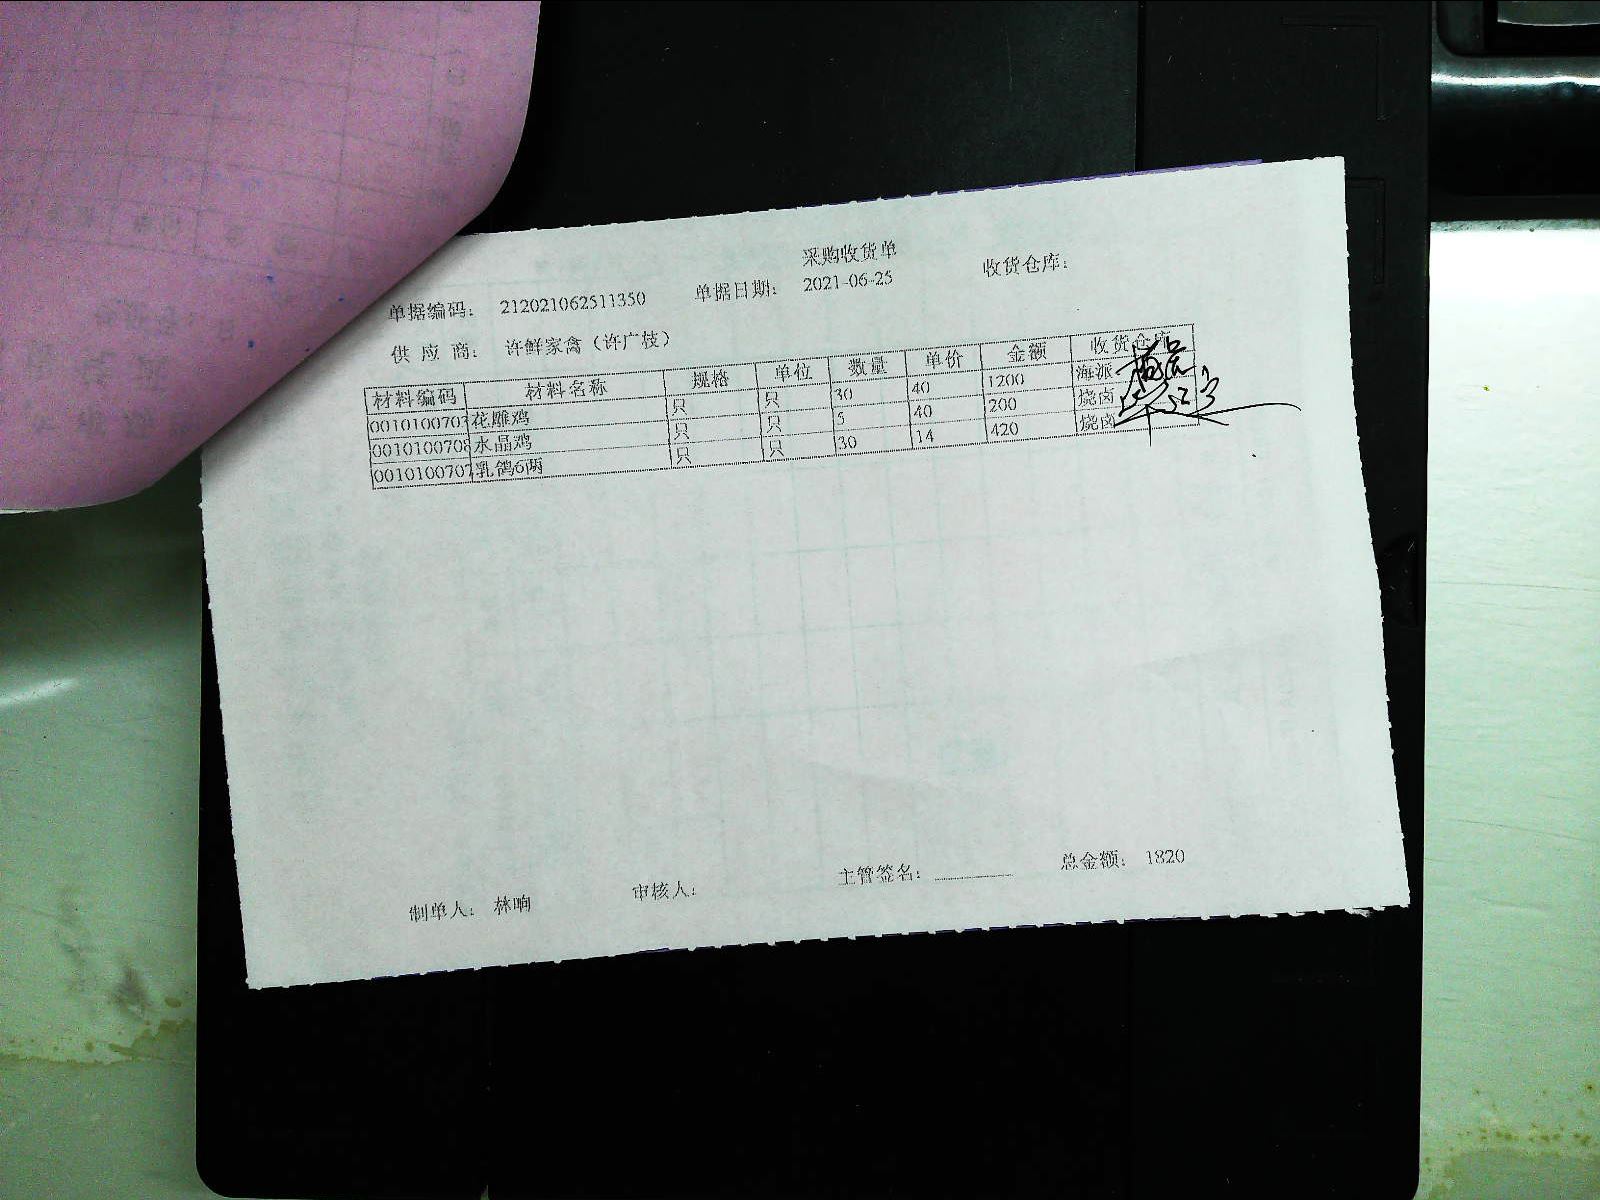 采购收货单
单据编码： 212021062511350 单据日期： 2021-06-25 收货仓库：
供 应 商： 许鲜家禽（许广枝）
材料编码 材料名称 规格 单位 数量 单价 金额 收货仓库
0010100703 花雕鸡 只 只 30 40 1200 海派
0010100708 水晶鸡 只 只 5 40 200 烧卤
0010100707 乳鸽6两 只 只 30 14 420 烧卤
制单人： 林响 审核人： 主管签名： 总金额： 1820